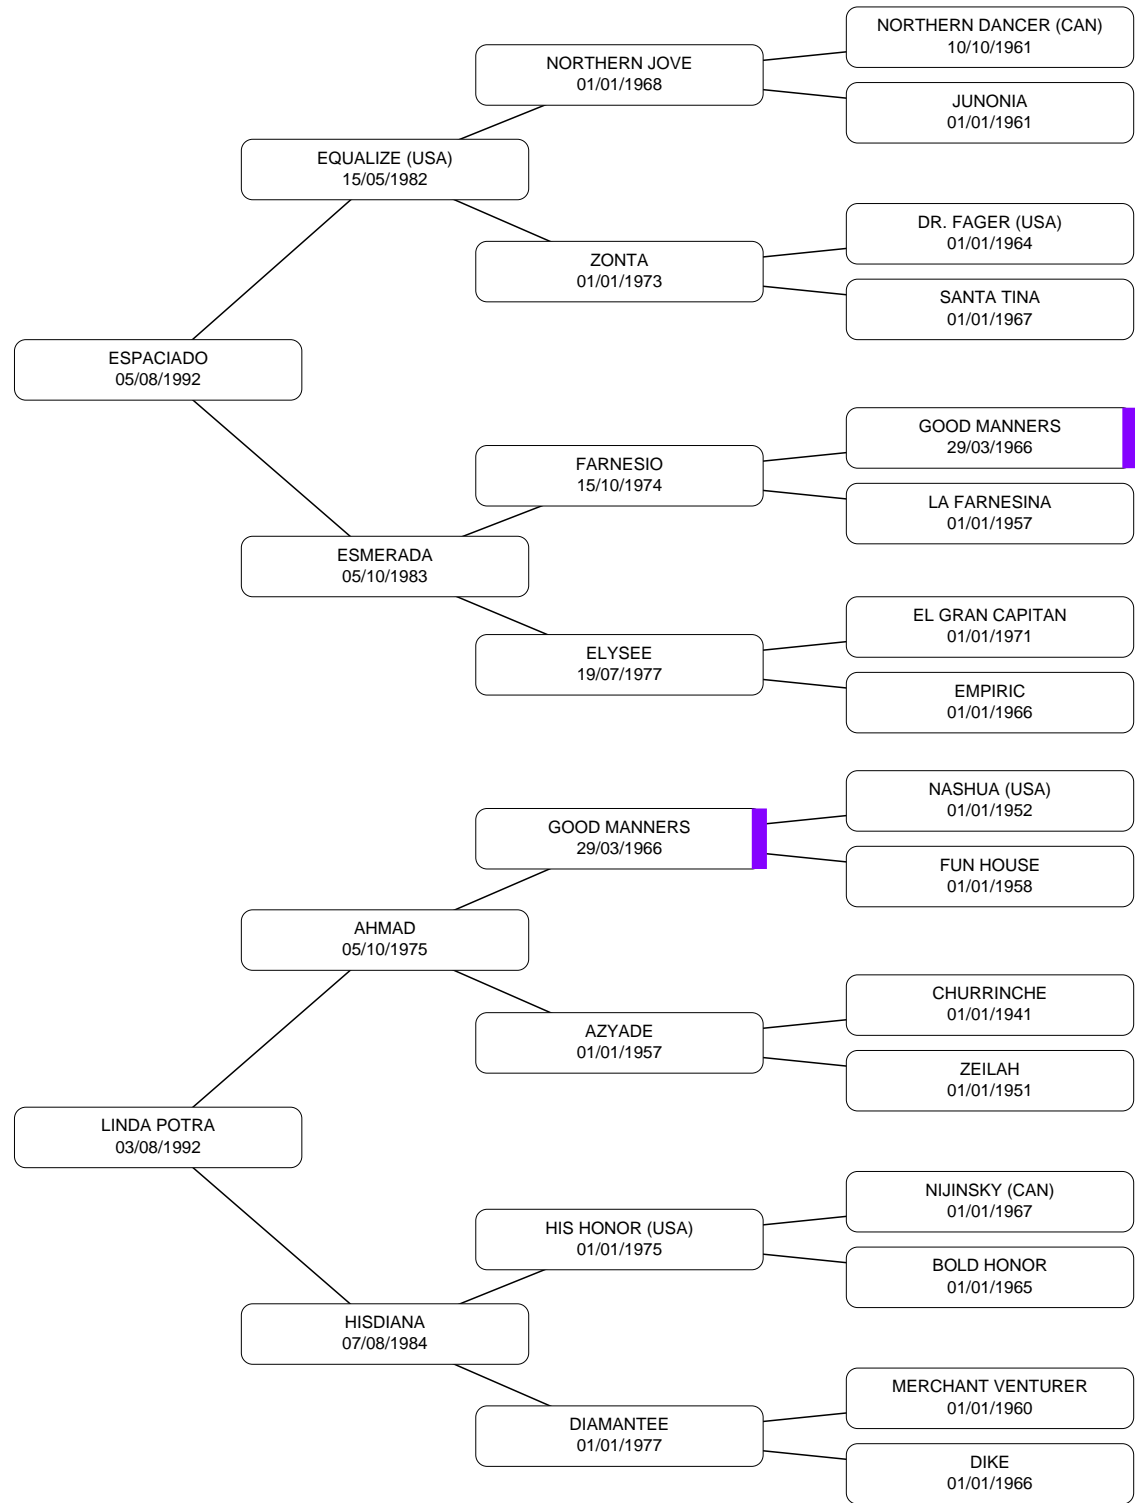 NORTHERN DANCER (CAN)
10/10/1961
NORTHERN JOVE
01/01/1968
JUNONIA
01/01/1961
EQUALIZE (USA)
15/05/1982
DR. FAGER (USA)
01/01/1964
ZONTA
01/01/1973
SANTA TINA
01/01/1967
ESPACIADO
05/08/1992
GOOD MANNERS
29/03/1966
FARNESIO
15/10/1974
LA FARNESINA
01/01/1957
ESMERADA
05/10/1983
EL GRAN CAPITAN
01/01/1971
ELYSEE
19/07/1977
EMPIRIC
01/01/1966
NASHUA (USA)
01/01/1952
GOOD MANNERS
29/03/1966
FUN HOUSE
01/01/1958
AHMAD
05/10/1975
CHURRINCHE
01/01/1941
AZYADE
01/01/1957
ZEILAH
01/01/1951
LINDA POTRA
03/08/1992
NIJINSKY (CAN)
01/01/1967
HIS HONOR (USA)
01/01/1975
BOLD HONOR
01/01/1965
HISDIANA
07/08/1984
MERCHANT VENTURER
01/01/1960
DIAMANTEE
01/01/1977
DIKE
01/01/1966